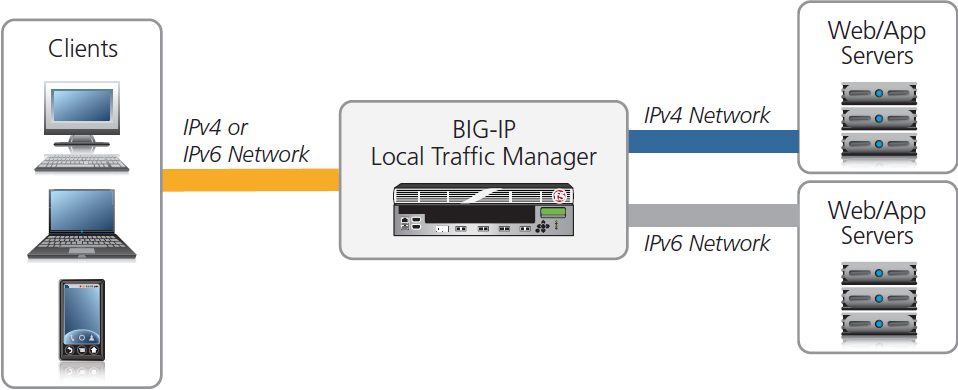 Clients
IPv4 or
IPv6 Network
BIG-IP
Local Traffic Manager
f5
IPv4 Network
IPv6 Network
Web/App
Servers
Web/App
Servers